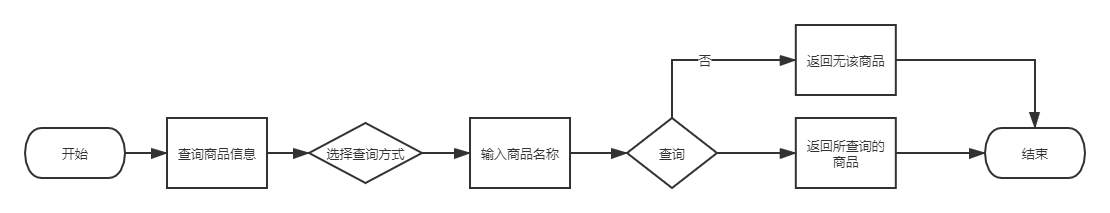 开始
查询商品信息
选择查询方式
输入商品名称
查询
否
返回无该商品
返回所查询的
商品
结束